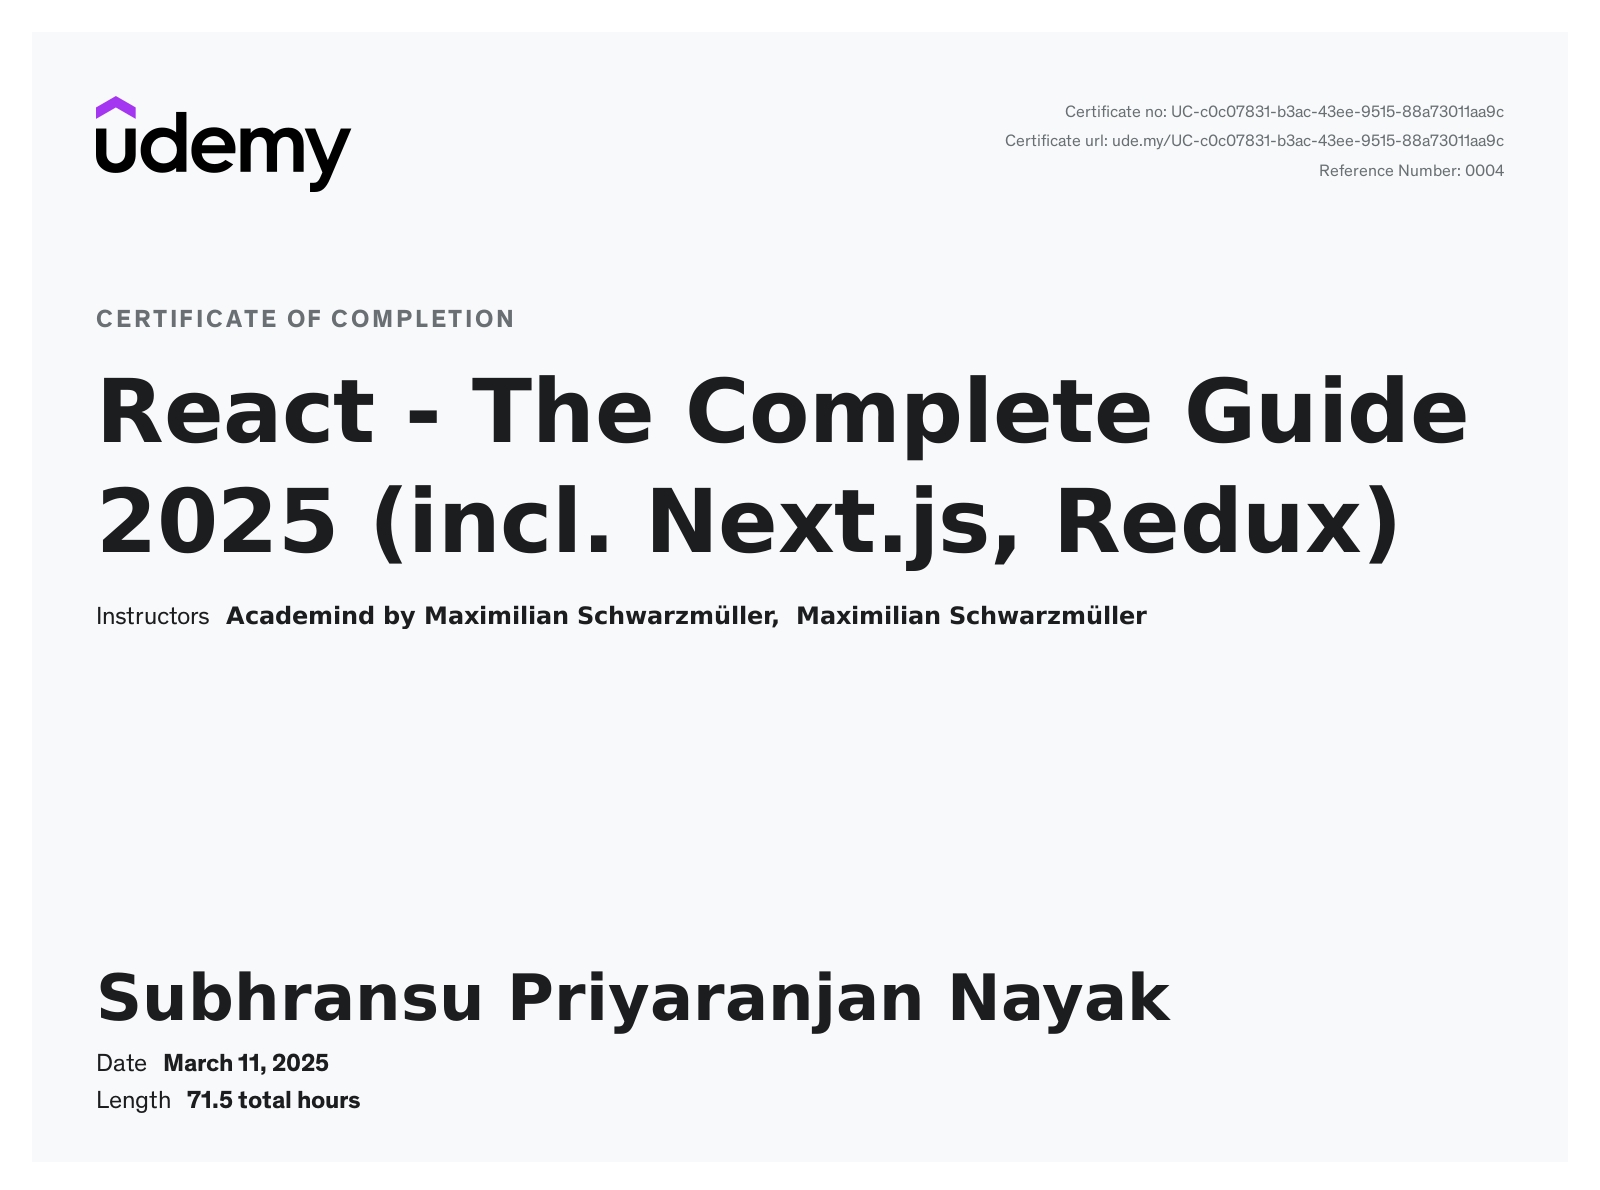 udemy
Certificate no: UC-c0c07831-b3ac-43ee-9515-88a73011aa9c
Certificate url: ude.my/UC-c0c07831-b3ac-43ee-9515-88a73011aa9c
Reference Number: 0004
CERTIFICATE OF COMPLETION
React - The Complete Guide
2025 (incl. Next.js, Redux)
Instructors Academind by Maximilian Schwarzmüller, Maximilian Schwarzmüller
Subhransu Priyaranjan Nayak
Date March 11, 2025
Length 71.5 total hours